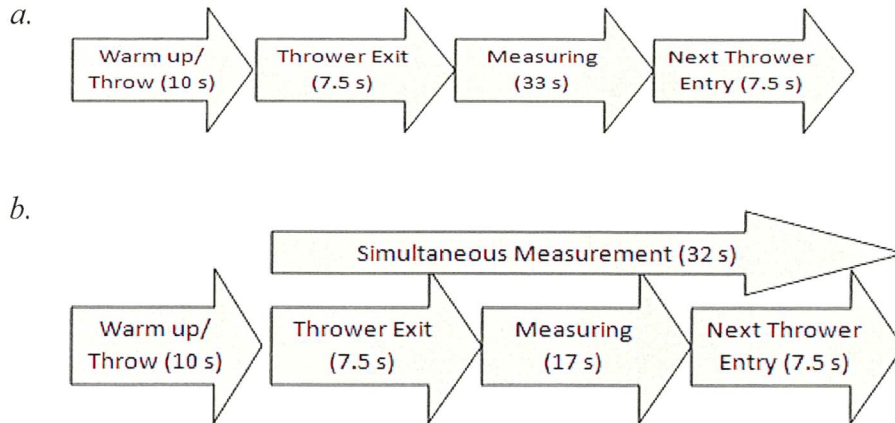 a.
Warm up/
Throw (10 s)
Thrower Exit
(7.5 s)
Measuring
(33 s)
Next Thrower
Entry (7.5 s)
b.
Simultaneous Measurement (32 s)
Warm up/
Throw (10 s)
Thrower Exit
(7.5 s)
Measuring
(17 s)
Next Thrower
Entry (7.5 s)